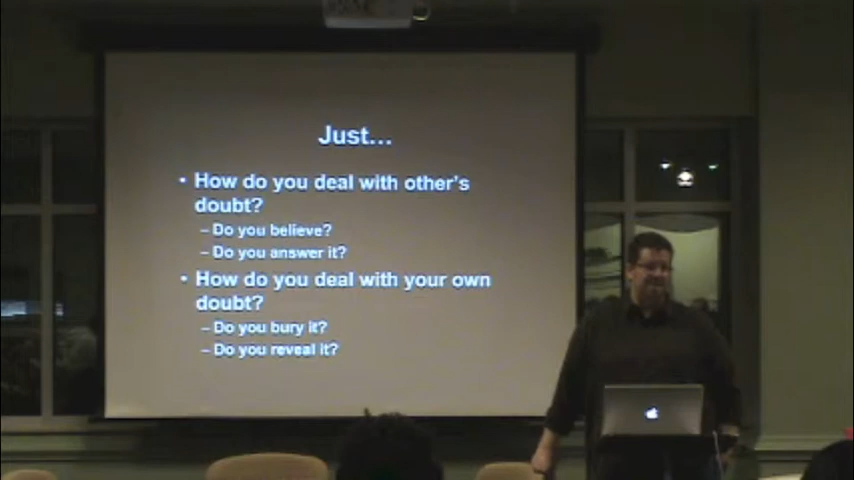 Just...
• How do you deal with other's
doubt?
– Do you believe?
– Do you answer it?
• How do you deal with your own
doubt?
– Do you bury it?
– Do you reveal it?